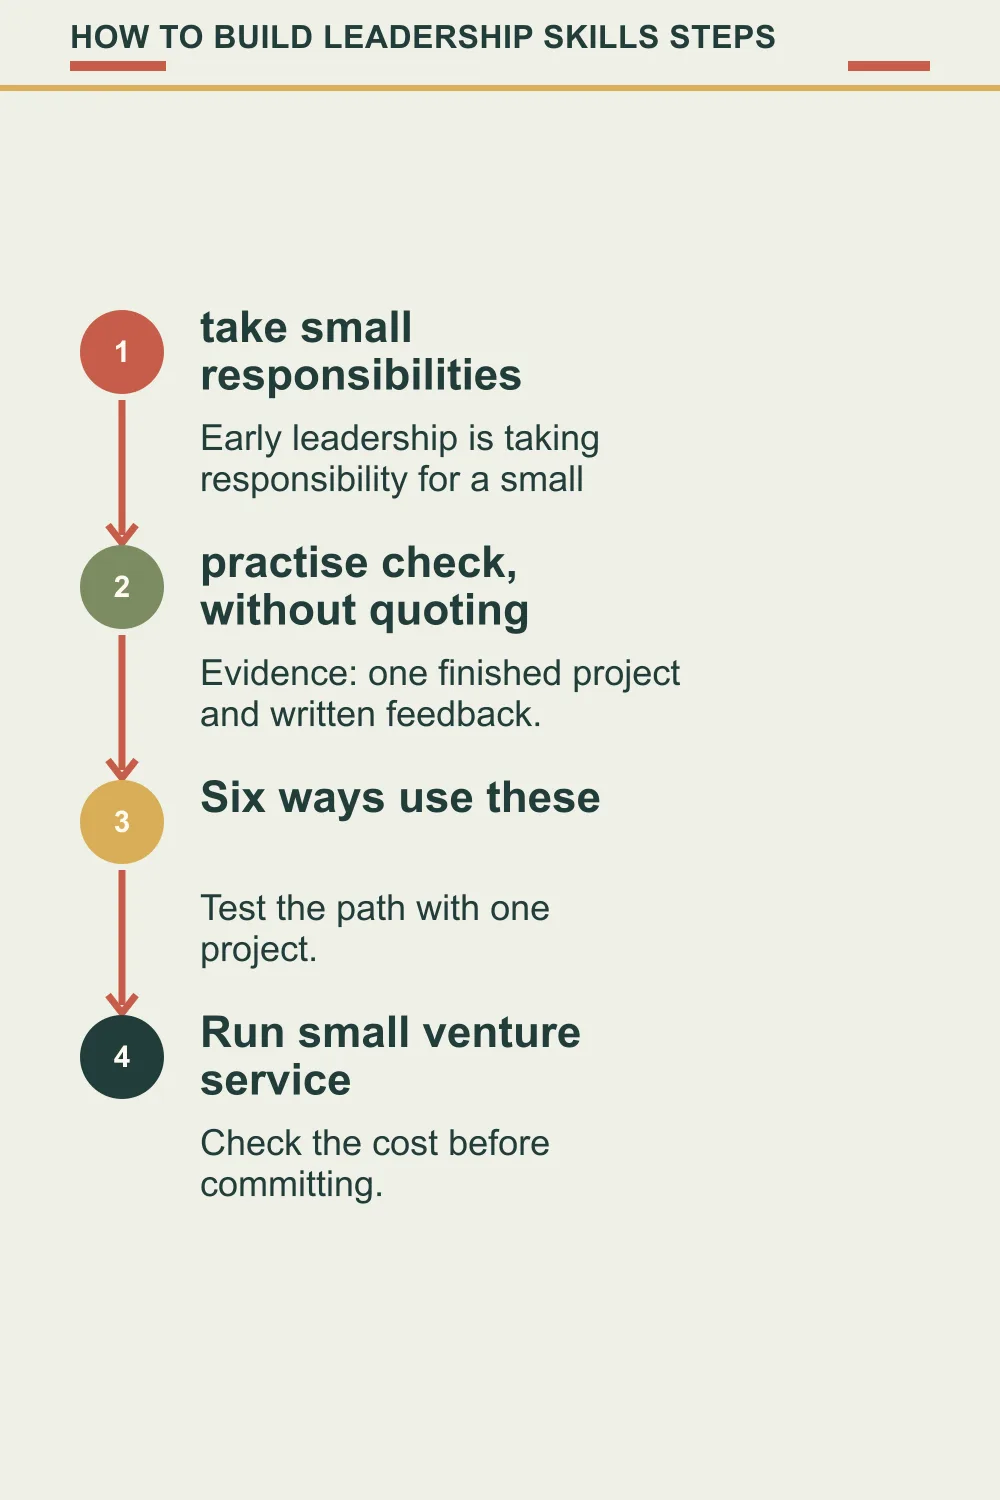 HOW TO BUILD LEADERSHIP SKILLS STEPS
1
take small
responsibilities
Early leadership is taking
responsibility for a small
2
practise check,
without quoting
Evidence: one finished project
and written feedback.
3
Six ways use these
Test the path with one
project.
4
Run small venture
service
Check the cost before
committing.